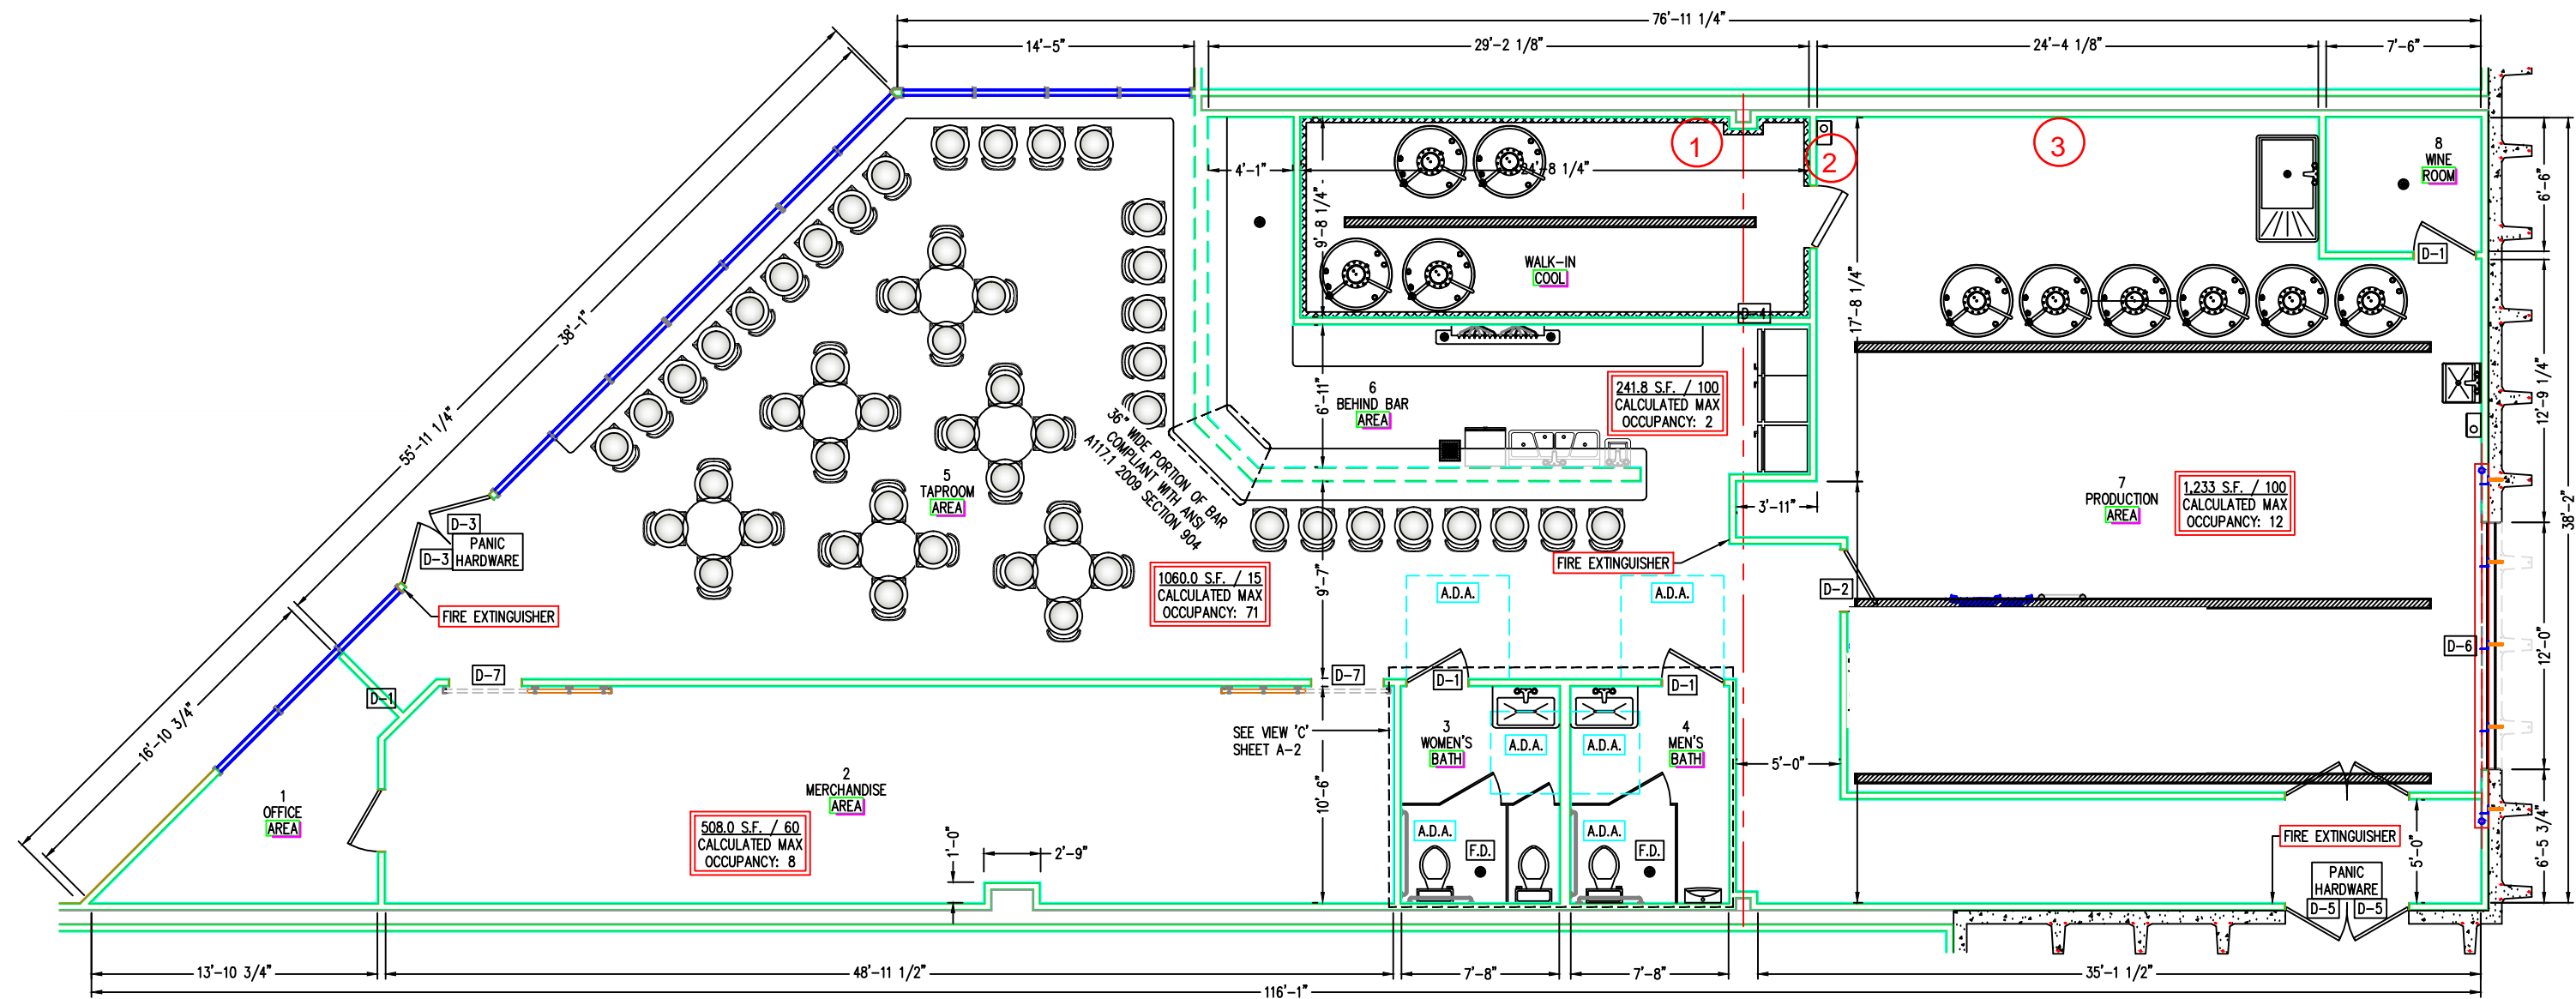 76'-11 1/4"
14'-5"
29'-2 1/8"
24'-4 1/8"
7'-6"
1
2
3
8
WINE
ROOM
6'-6"
4'-1"
24'-8 1/4"
9'-8 1/4"
WALK-IN
COOL
D-1
D-4
17'-8 1/4"
38'-1"
55'-11 1/4"
12'-9 1/4"
38'-2"
6'-11"
6
BEHIND BAR
AREA
241.8 S.F. / 100
CALCULATED MAX
OCCUPANCY: 2
36" WIDE PORTION OF BAR
COMPLIANT WITH ANSI
A117.1 2009 SECTION 904
5
TAPROOM
AREA
7
PRODUCTION
AREA
1,233 S.F. / 100
CALCULATED MAX
OCCUPANCY: 12
3'-11"
D-3
D-3
PANIC
HARDWARE
FIRE EXTINGUISHER
1060.0 S.F. / 15
CALCULATED MAX
OCCUPANCY: 71
9'-7"
A.D.A.
A.D.A.
D-2
FIRE EXTINGUISHER
D-6
12'-0"
16'-10 3/4"
D-1
D-7
D-7
D-1
D-1
SEE VIEW 'C'
SHEET A-2
3
WOMEN'S
BATH
A.D.A.
A.D.A.
4
MEN'S
BATH
5'-0"
1
OFFICE
AREA
2
MERCHANDISE
AREA
508.0 S.F. / 60
CALCULATED MAX
OCCUPANCY: 8
1'-0"
2'-9"
10'-6"
A.D.A.
F.D.
A.D.A.
F.D.
FIRE EXTINGUISHER
5'-0"
6'-5 3/4"
PANIC
HARDWARE
D-5
D-5
13'-10 3/4"
48'-11 1/2"
7'-8"
7'-8"
35'-1 1/2"
116'-1"